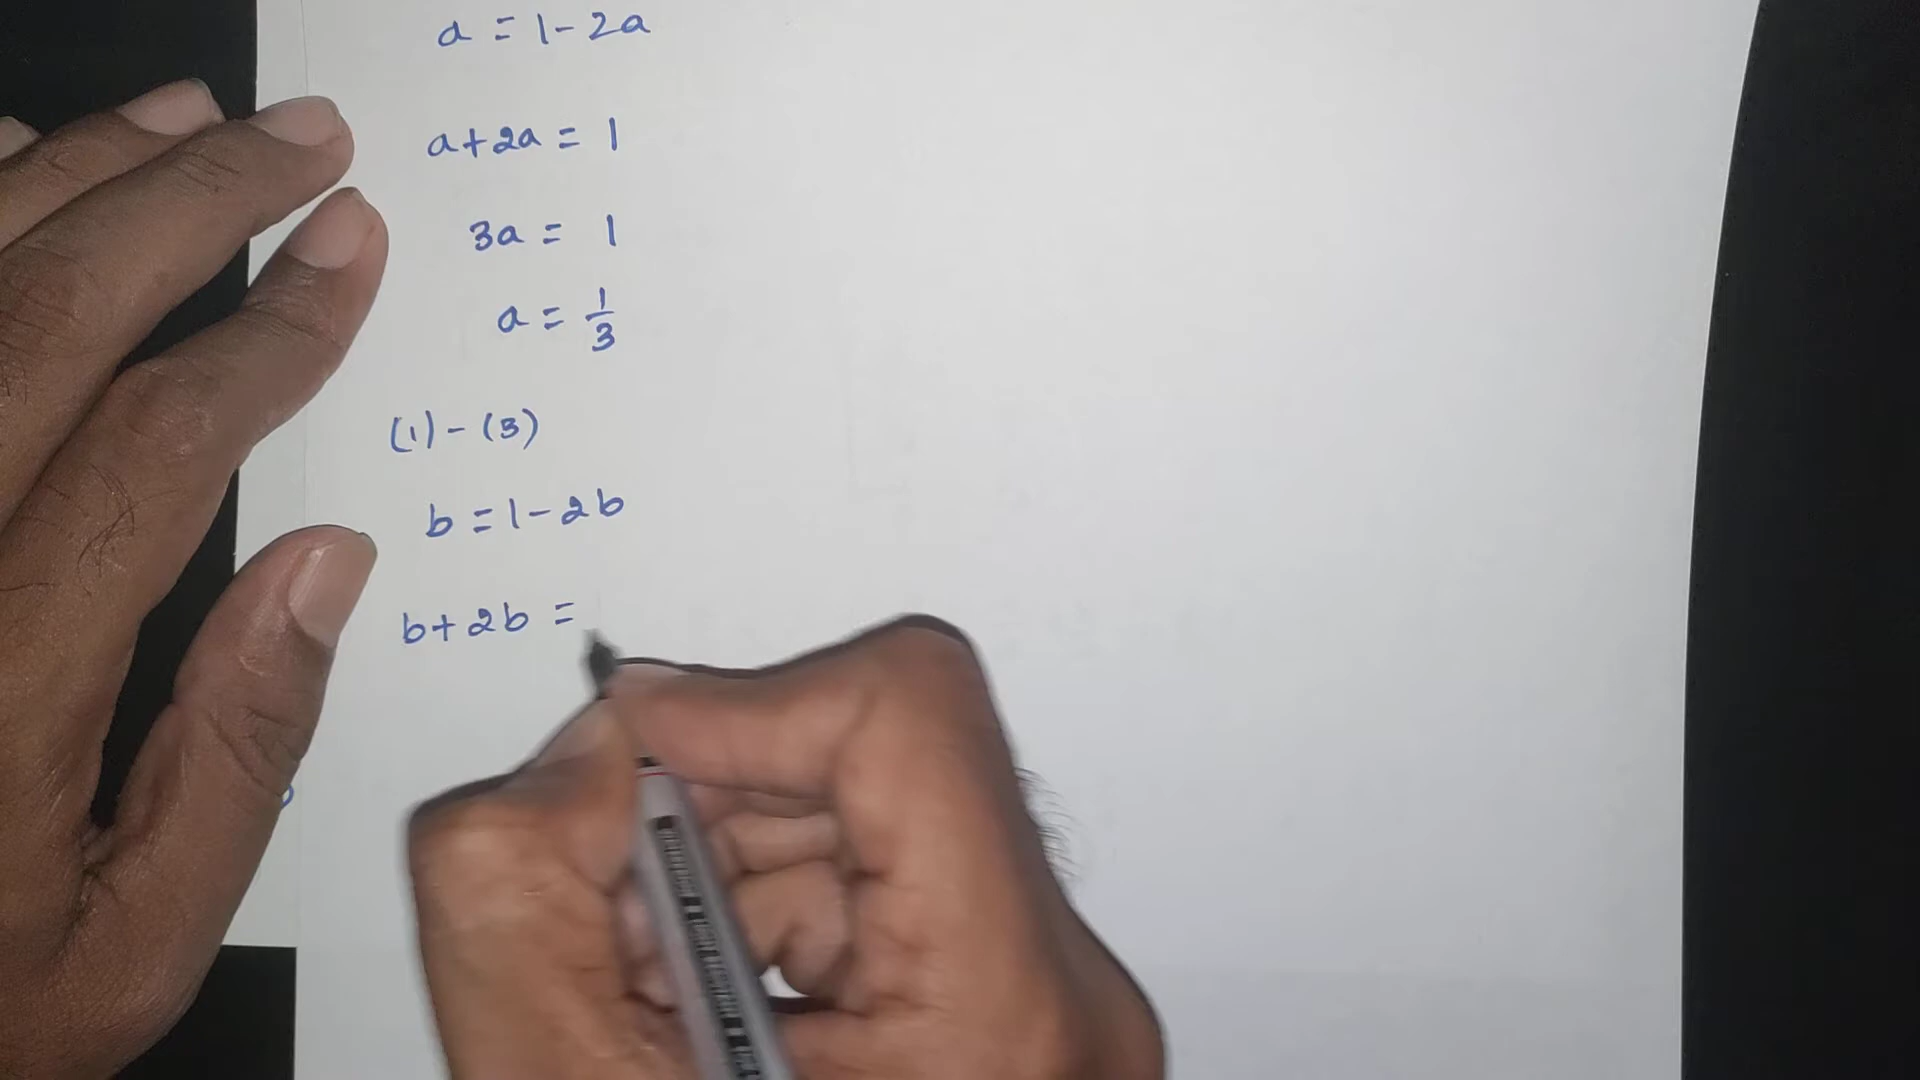 a = 1 - 2a
a + 2a = 1
3a = 1
a = 1/3
(1) - (3)
b = 1 - 2b
b + 2b =